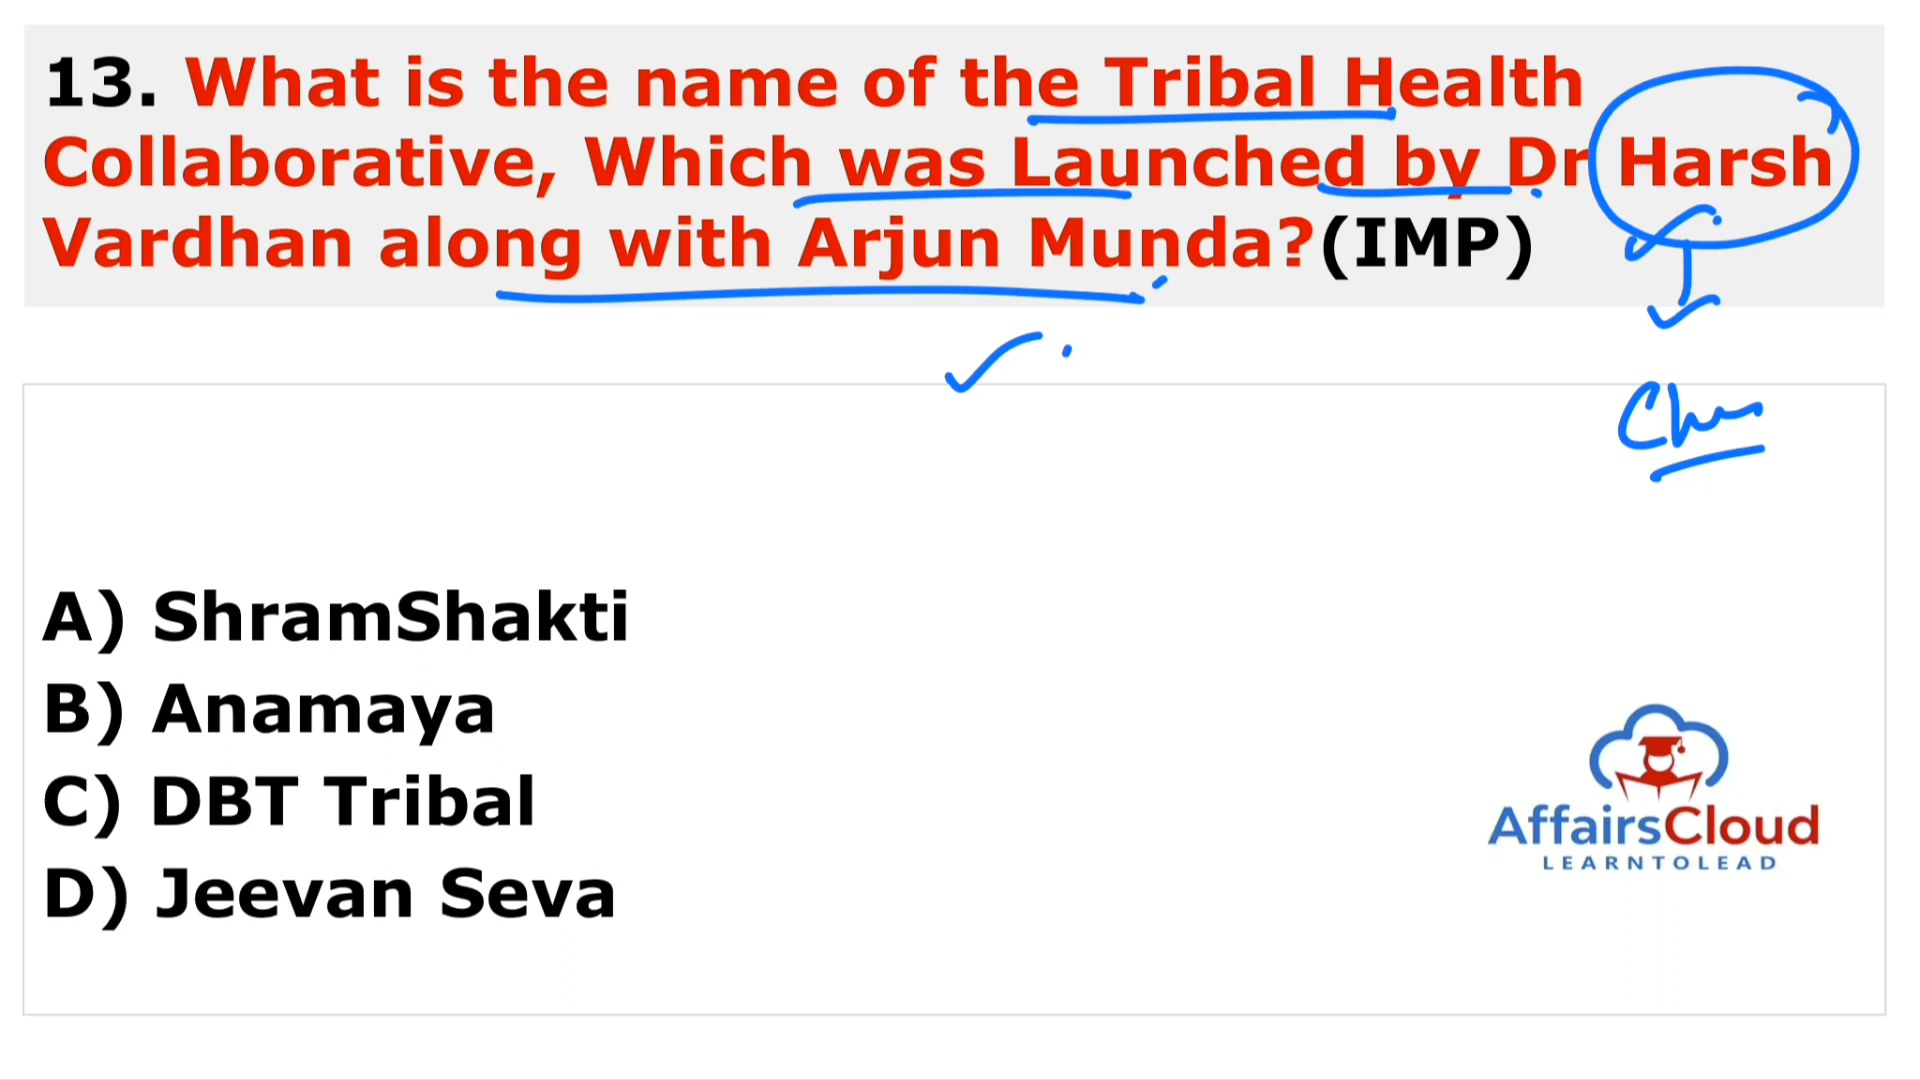 13. What is the name of the Tribal Health
Collaborative, Which was Launched by Dr Harsh
Vardhan along with Arjun Munda?(IMP)
A) ShramShakti
B) Anamaya
C) DBT Tribal
D) Jeevan Seva
AffairsCloud
LEARNTOLEAD